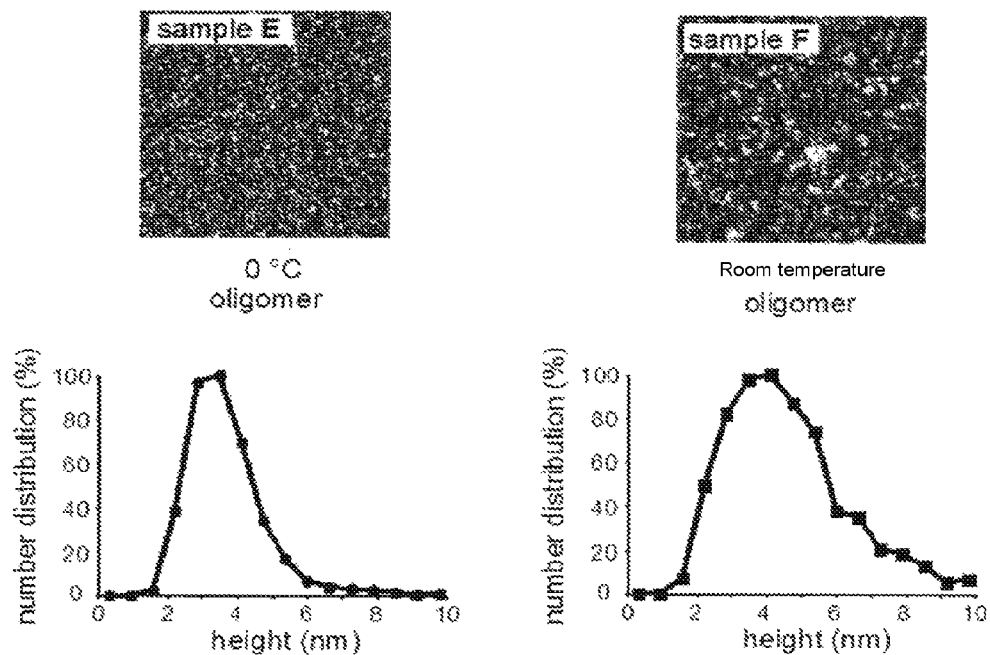 sample E
sample F
0 °C
oligomer
Room temperature
oligomer
number distribution (%)
100
80
60
40
20
0
0 2 4 6 8 10
height (nm)
number distribution (%)
100
80
60
40
20
0
0 2 4 6 8 10
height (nm)